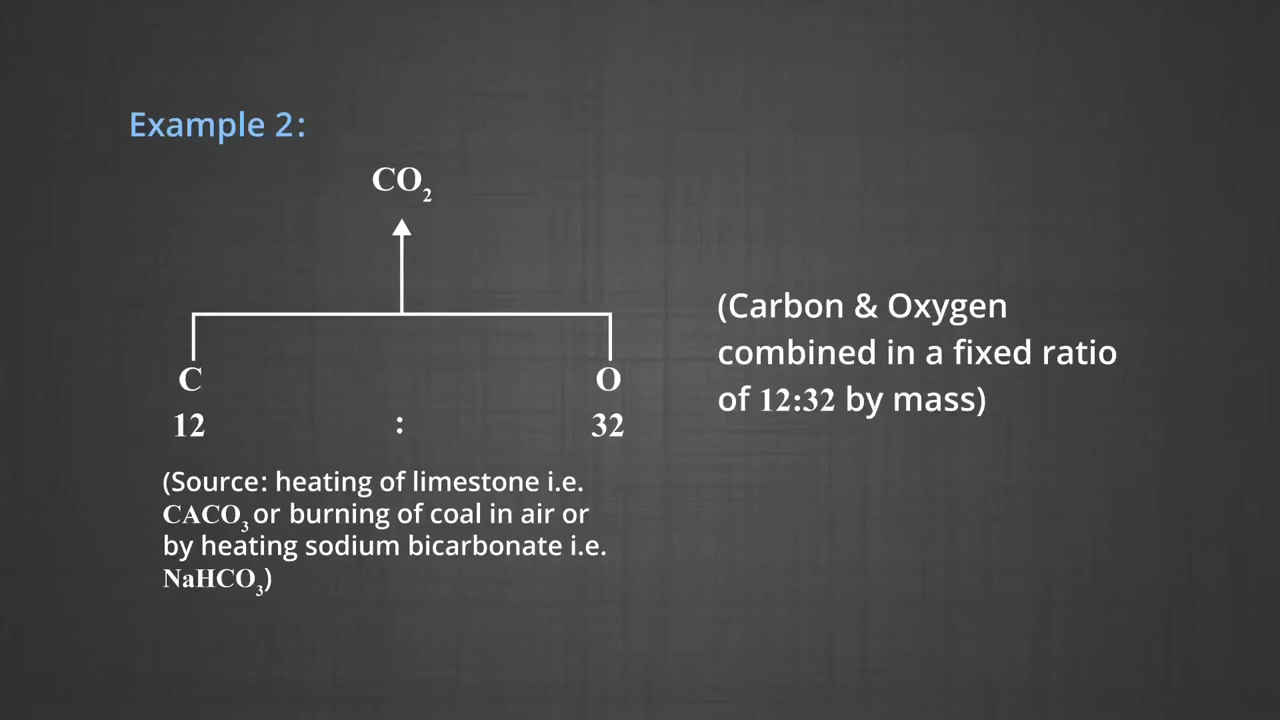 Example 2:
CO₂
C O
12 : 32
(Source: heating of limestone i.e.
CACO₃ or burning of coal in air or
by heating sodium bicarbonate i.e.
NaHCO₃)
(Carbon & Oxygen
combined in a fixed ratio
of 12:32 by mass)